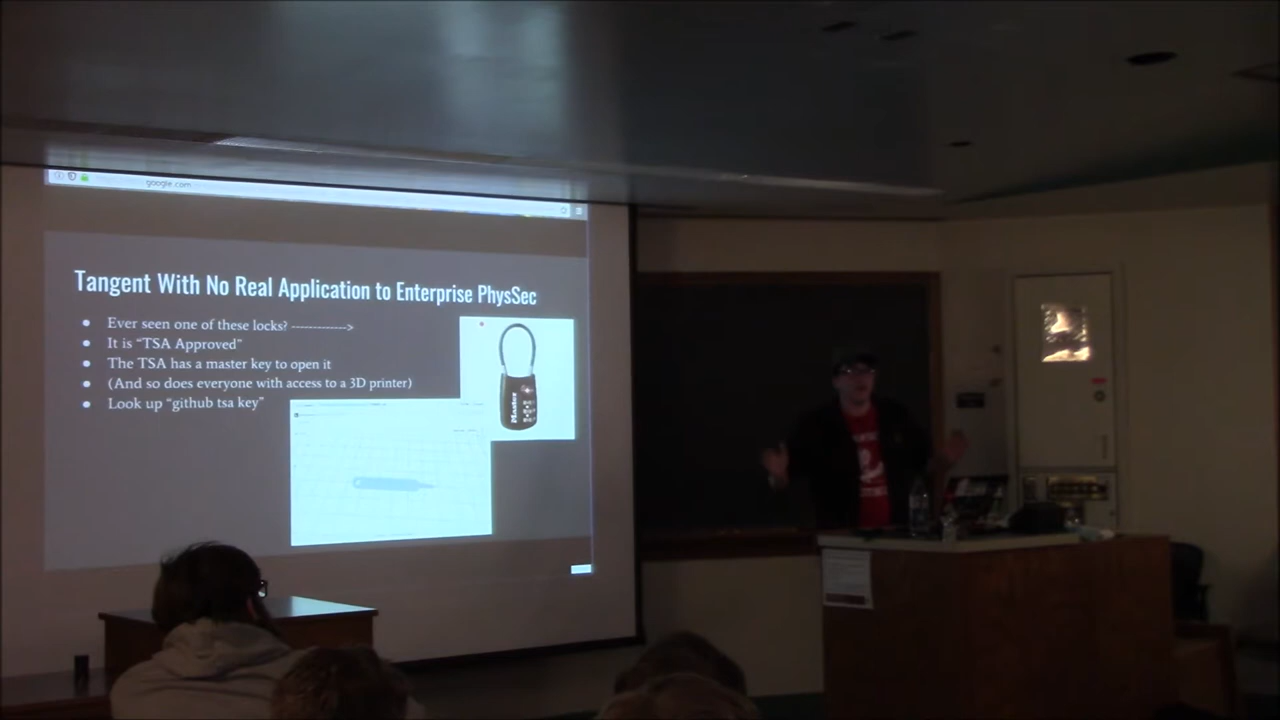 google.com
Tangent With No Real Application to Enterprise PhysSec
● Ever seen one of these locks? ------------->
● It is “TSA Approved”
● The TSA has a master key to open it
● (And so does everyone with access to a 3D printer)
● Look up “github tsa key”
Master